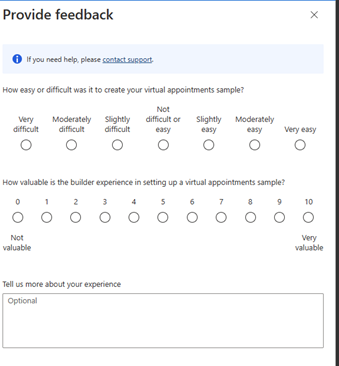 Provide feedback
If you need help, please contact support.
How easy or difficult was it to create your virtual appointments sample?
Very difficult
Moderately difficult
Slightly difficult
Not difficult or easy
Slightly easy
Moderately easy
Very easy
How valuable is the builder experience in setting up a virtual appointments sample?
0 1 2 3 4 5 6 7 8 9 10
Not valuable
Very valuable
Tell us more about your experience
Optional